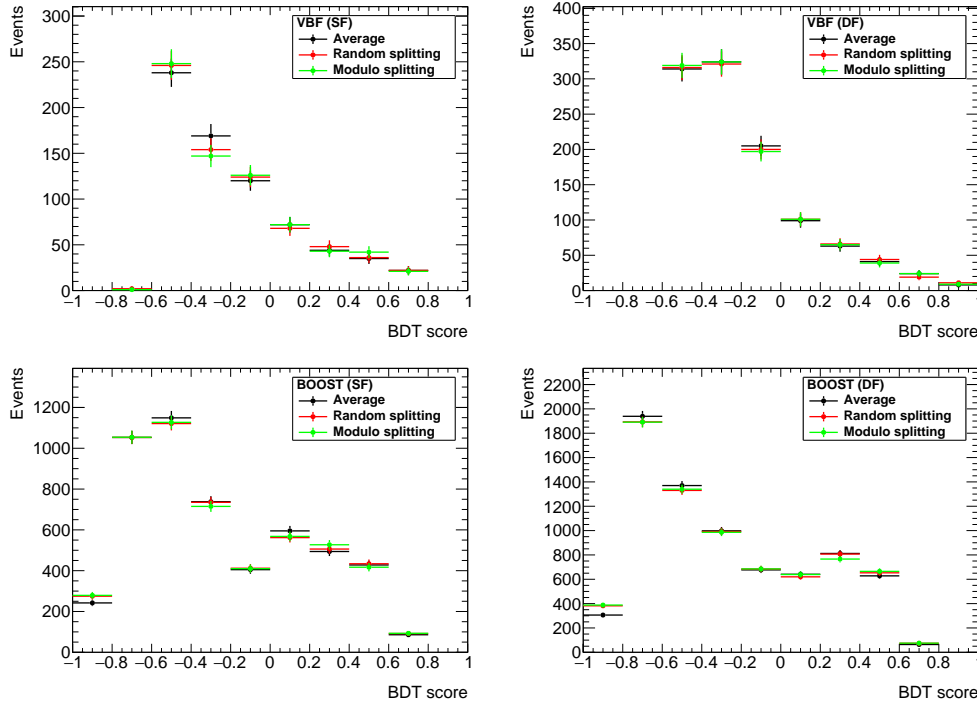 Events
300
250
200
150
100
50
0
VBF (SF)
Average
Random splitting
Modulo splitting
−1 −0.8 −0.6 −0.4 −0.2 0 0.2 0.4 0.6 0.8 1
BDT score
Events
400
350
300
250
200
150
100
50
0
VBF (DF)
Average
Random splitting
Modulo splitting
−1 −0.8 −0.6 −0.4 −0.2 0 0.2 0.4 0.6 0.8 1
BDT score
Events
1200
1000
800
600
400
200
0
BOOST (SF)
Average
Random splitting
Modulo splitting
−1 −0.8 −0.6 −0.4 −0.2 0 0.2 0.4 0.6 0.8 1
BDT score
Events
2200
2000
1800
1600
1400
1200
1000
800
600
400
200
0
BOOST (DF)
Average
Random splitting
Modulo splitting
−1 −0.8 −0.6 −0.4 −0.2 0 0.2 0.4 0.6 0.8 1
BDT score